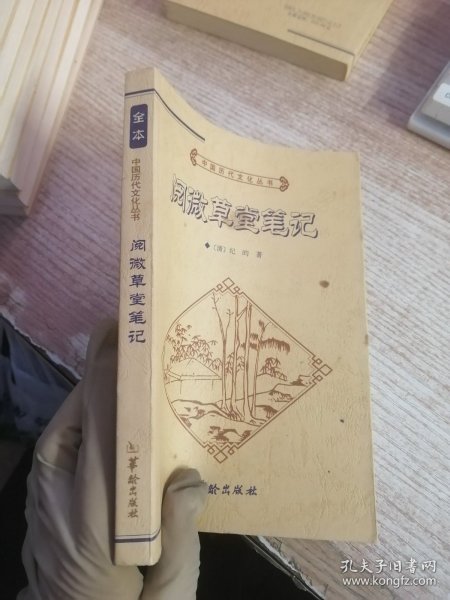 全本
中国历代文化丛书
阅微草堂笔记
华龄出版社
中国历代文化丛书
阅微草堂笔记
◆〔清〕纪昀著
华龄出版社
孔夫子旧书网
www.kongfz.com